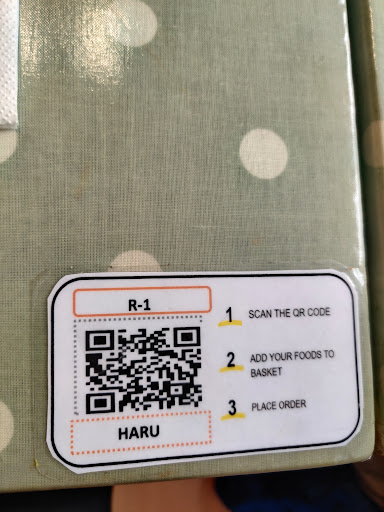 R-1
HARU
1 SCAN THE QR CODE
2 ADD YOUR FOODS TO
BASKET
3 PLACE ORDER